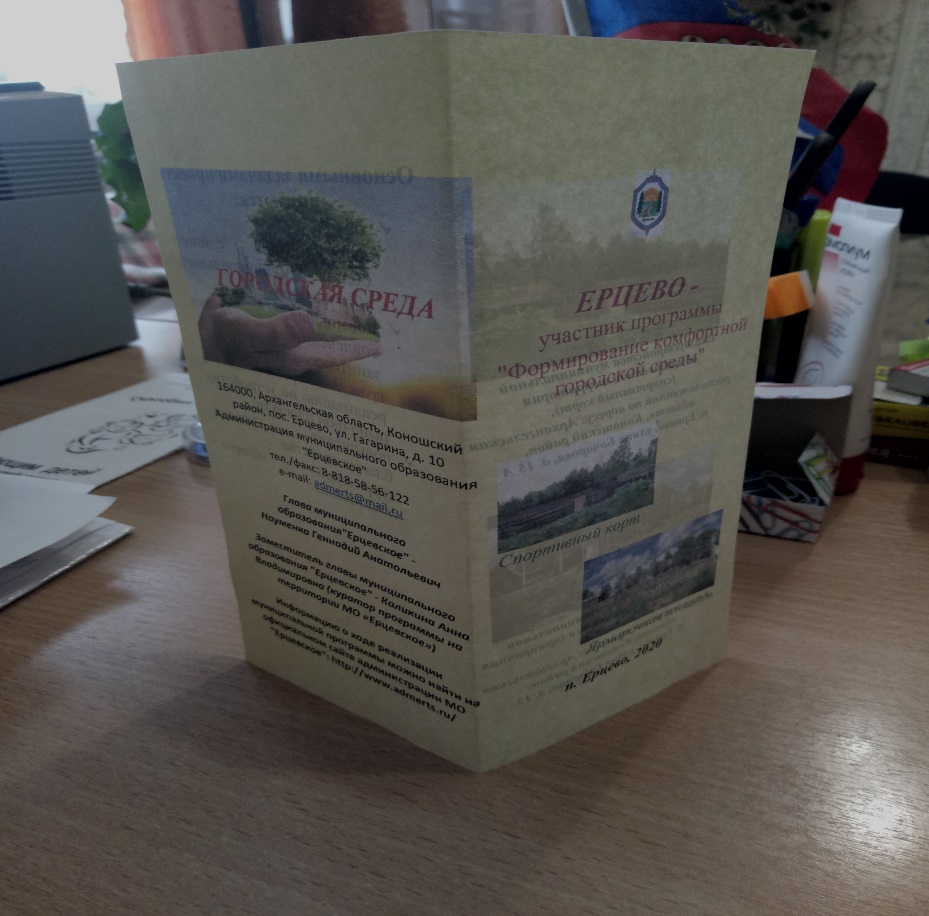 ГОРОДСКАЯ СРЕДА
164000, Архангельская область, Коношский
район, пос. Ерцево, ул. Гагарина, д. 10
Администрация муниципального образования
"Ерцевское"
тел./факс: 8-818-58-56-122
e-mail: admerts@mail.ru
Глава муниципального
образования"Ерцевское" -
Науменко Геннадий Анатольевич
Заместитель главы муниципального
образования "Ерцевское" - Каликина Анна
Владимировна (куратор программы на
территории МО «Ерцевское»)
Информацию о ходе реализации
муниципальной программы можно найти на
официальном сайте администрации МО
"Ерцевское": http://www.admerts.ru/
ЕРЦЕВО -
участник программы
"Формирование комфортной
городской среды"
Спортивный корт
Ярмарочная площадь
п. Ерцево, 2020